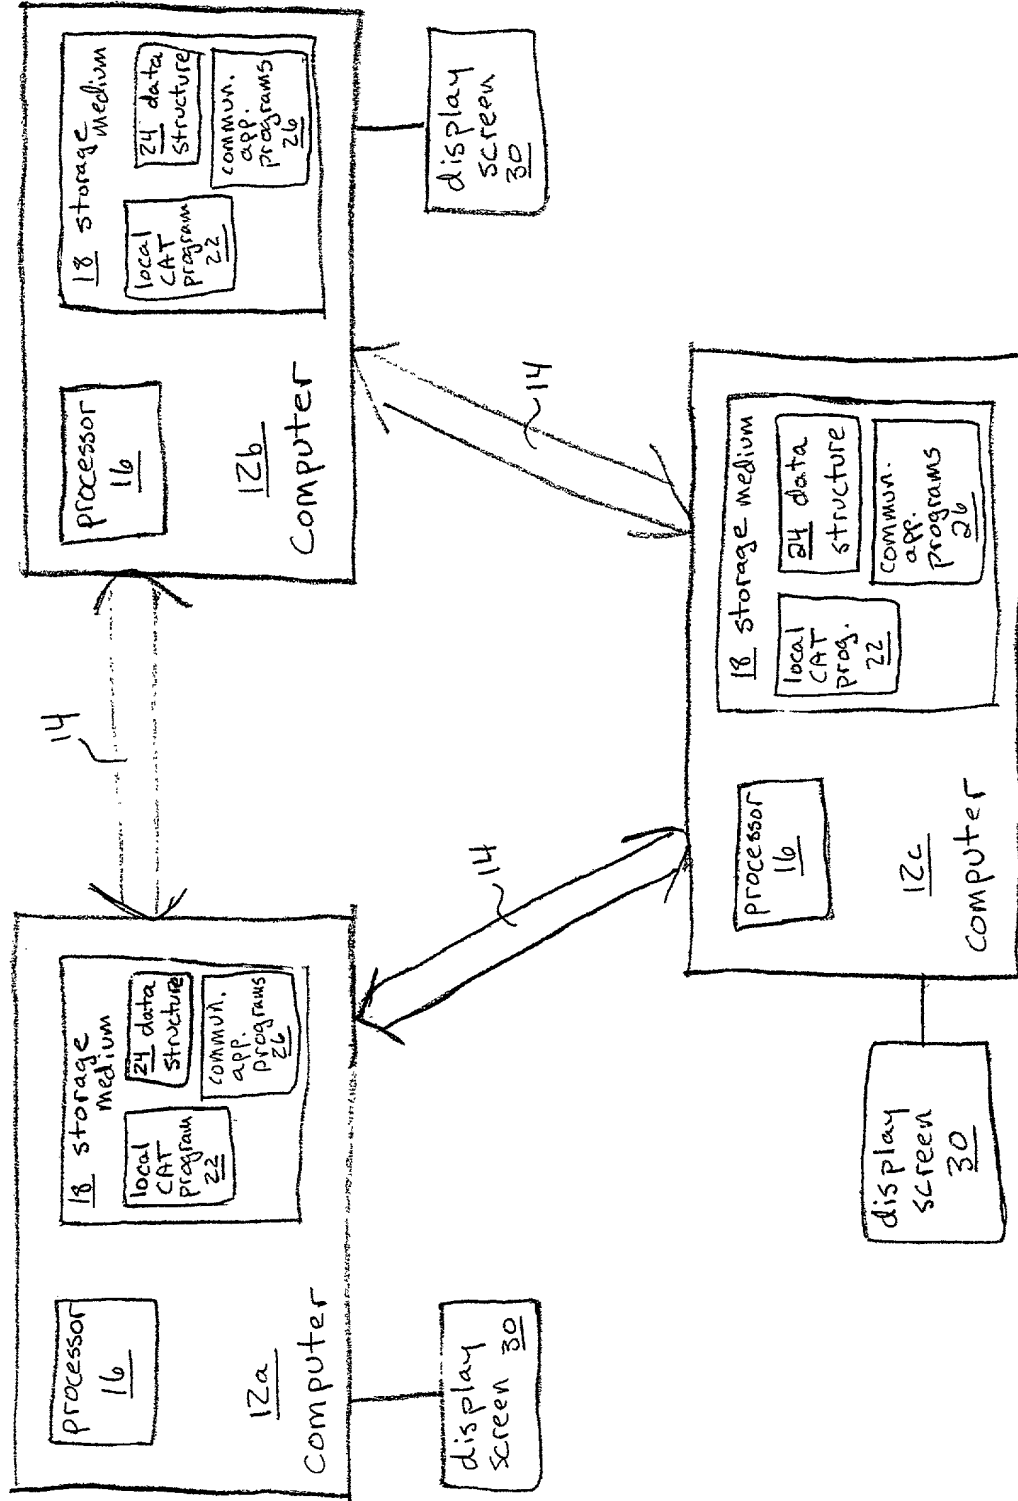 processor
16
12a
computer
18 storage
medium
local
CAT
program
22
24 data
structure
commun.
app.
programs
26
display
screen 30
14
processor
16
12b
computer
18 storage
medium
local
CAT
program
22
24 data
structure
commun.
app.
programs
26
display
screen
30
14
14
processor
16
12c
computer
18 storage medium
local
CAT
prog.
22
24 data
structure
commun.
app.
programs
26
display
screen
30